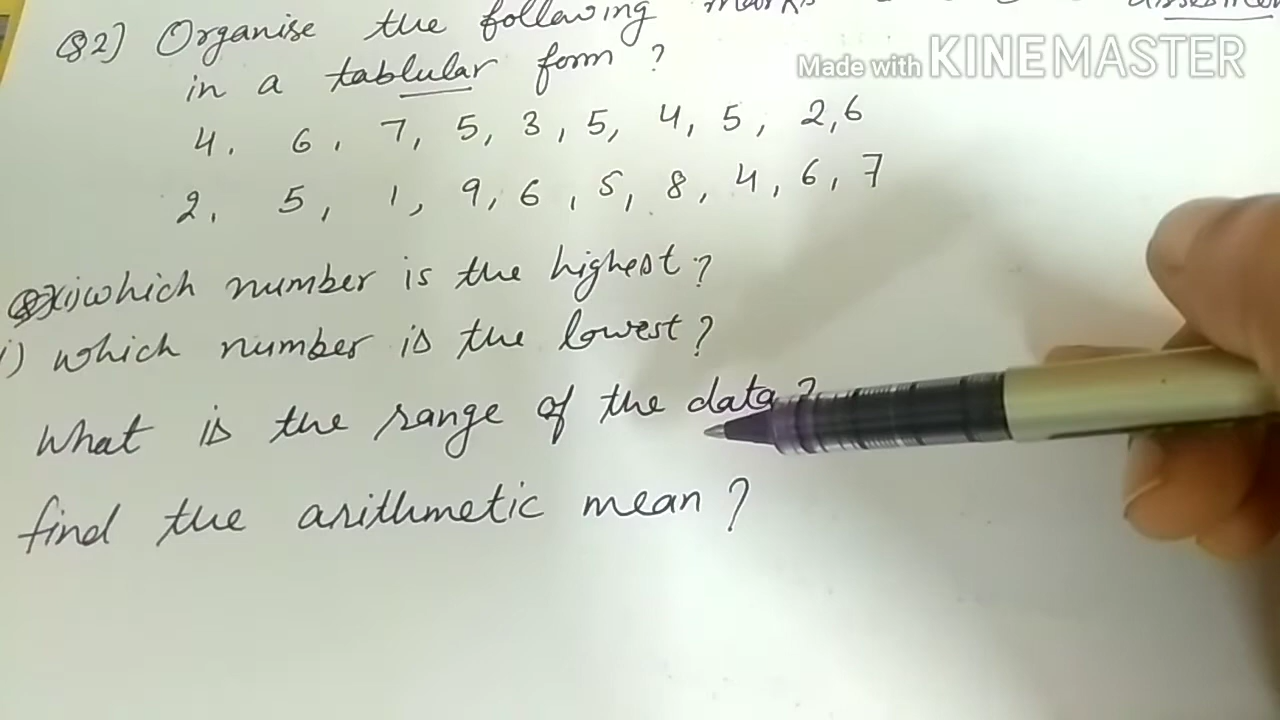 Q2) Organise the following marks
Made with KINEMASTER
in a tablular form ?
4, 6, 7, 5, 3, 5, 4, 5, 2, 6
2, 5, 1, 9, 6, 5, 8, 4, 6, 7
i) which number is the highest ?
i) which number is the lowest ?
What is the range of the data ?
find the arithmetic mean ?